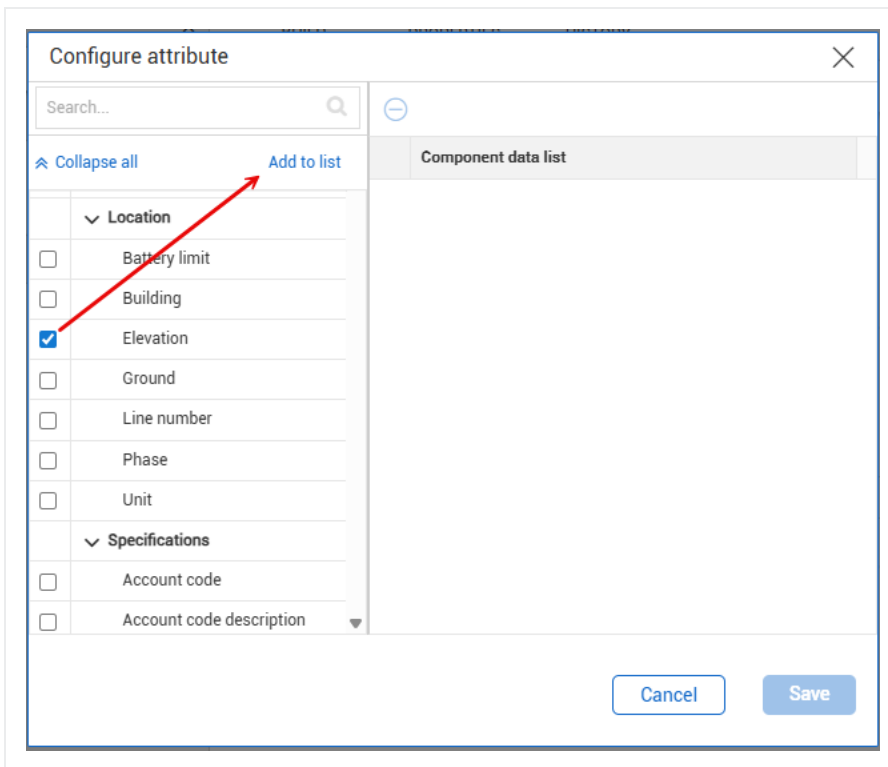 Configure attribute
Search...
Collapse all
Add to list
Component data list
Location
Battery limit
Building
Elevation
Ground
Line number
Phase
Unit
Specifications
Account code
Account code description
Cancel
Save